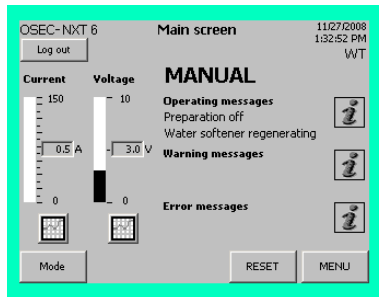 OSEC-NXT 6
Main screen
11/27/2008
1:32:52 PM
Log out
WT
Current
Voltage
MANUAL
150
10
Operating messages
Preparation off
Water softener regenerating
0.5 A
3.0 V
Warning messages
0
0
Error messages
Mode
RESET
MENU